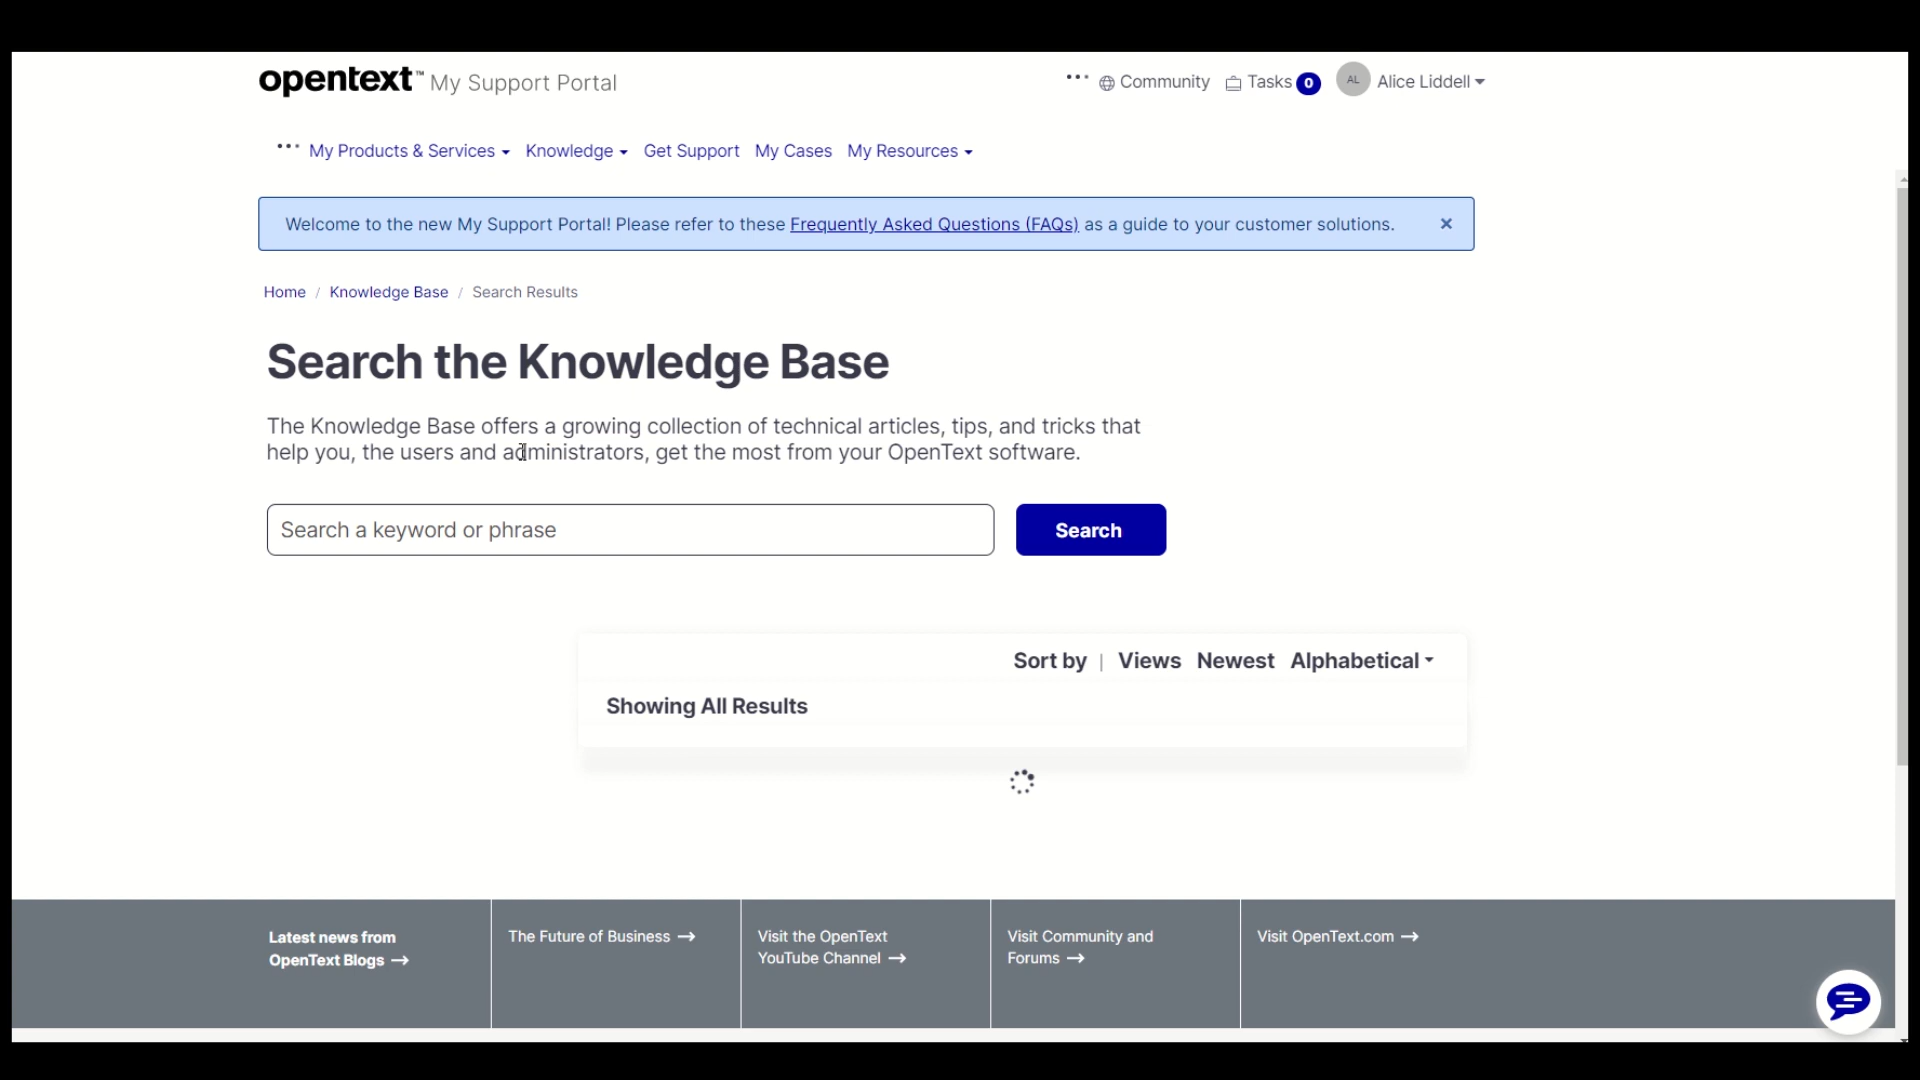 opentext™ My Support Portal
Community Tasks 0 AL Alice Liddell
My Products & Services Knowledge Get Support My Cases My Resources
Welcome to the new My Support Portal! Please refer to these Frequently Asked Questions (FAQs) as a guide to your customer solutions. ×
Home / Knowledge Base / Search Results
Search the Knowledge Base
The Knowledge Base offers a growing collection of technical articles, tips, and tricks that
help you, the users and administrators, get the most from your OpenText software.
Search a keyword or phrase Search
Sort by | Views Newest Alphabetical
Showing All Results
Latest news from
OpenText Blogs →
The Future of Business →
Visit the OpenText
YouTube Channel →
Visit Community and
Forums →
Visit OpenText.com →